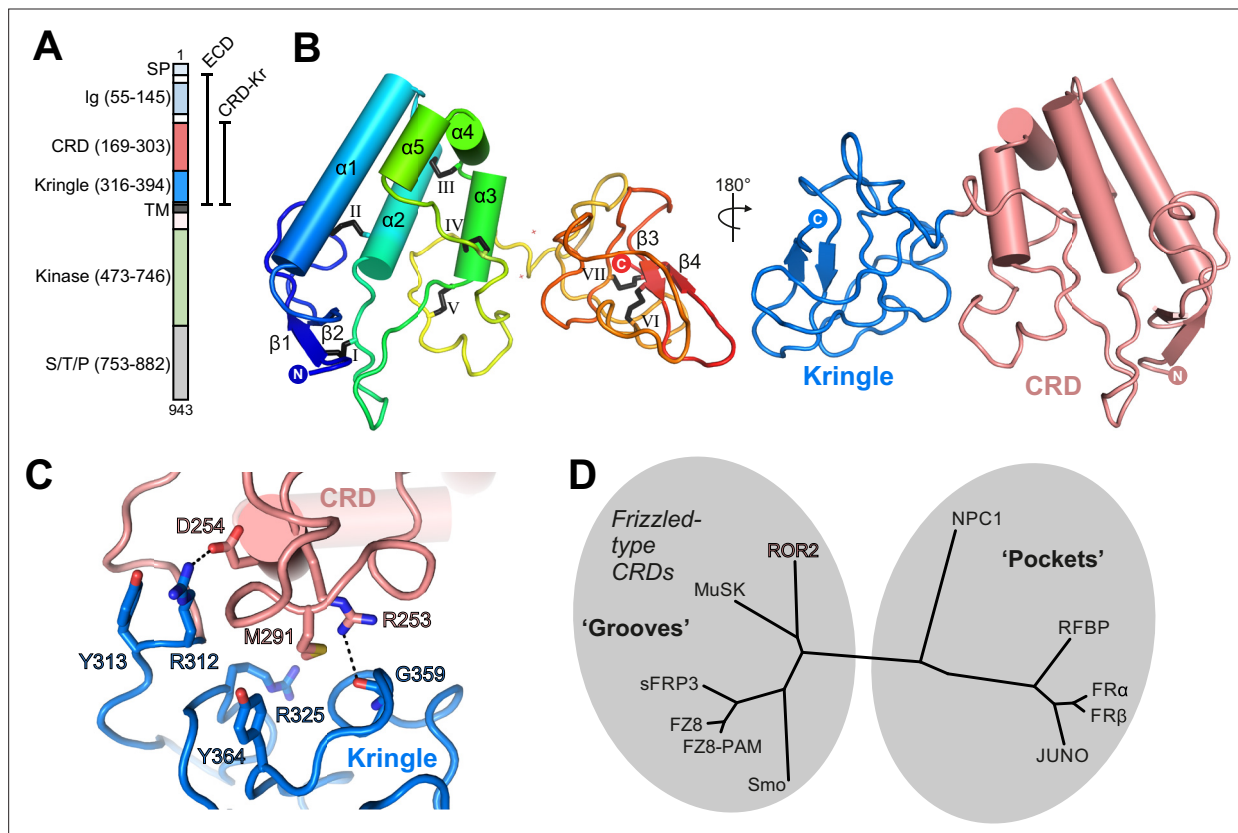 A
1
SP
Ig (55-145)
CRD (169-303)
Kringle (316-394)
TM
Kinase (473-746)
S/T/P (753-882)
943
ECD
CRD-Kr
B
α1
α5
α4
III
α2
α3
II
IV
V
β1
β2
I
N
β3
C
β4
VII
VI
180°
C
Kringle
CRD
N
C
CRD
D254
M291
R253
Y313
R312
G359
R325
Y364
Kringle
D
Frizzled-
type
CRDs
ROR2
MuSK
'Grooves'
sFRP3
FZ8
FZ8-PAM
Smo
NPC1
'Pockets'
RFBP
FRα
FRβ
JUNO